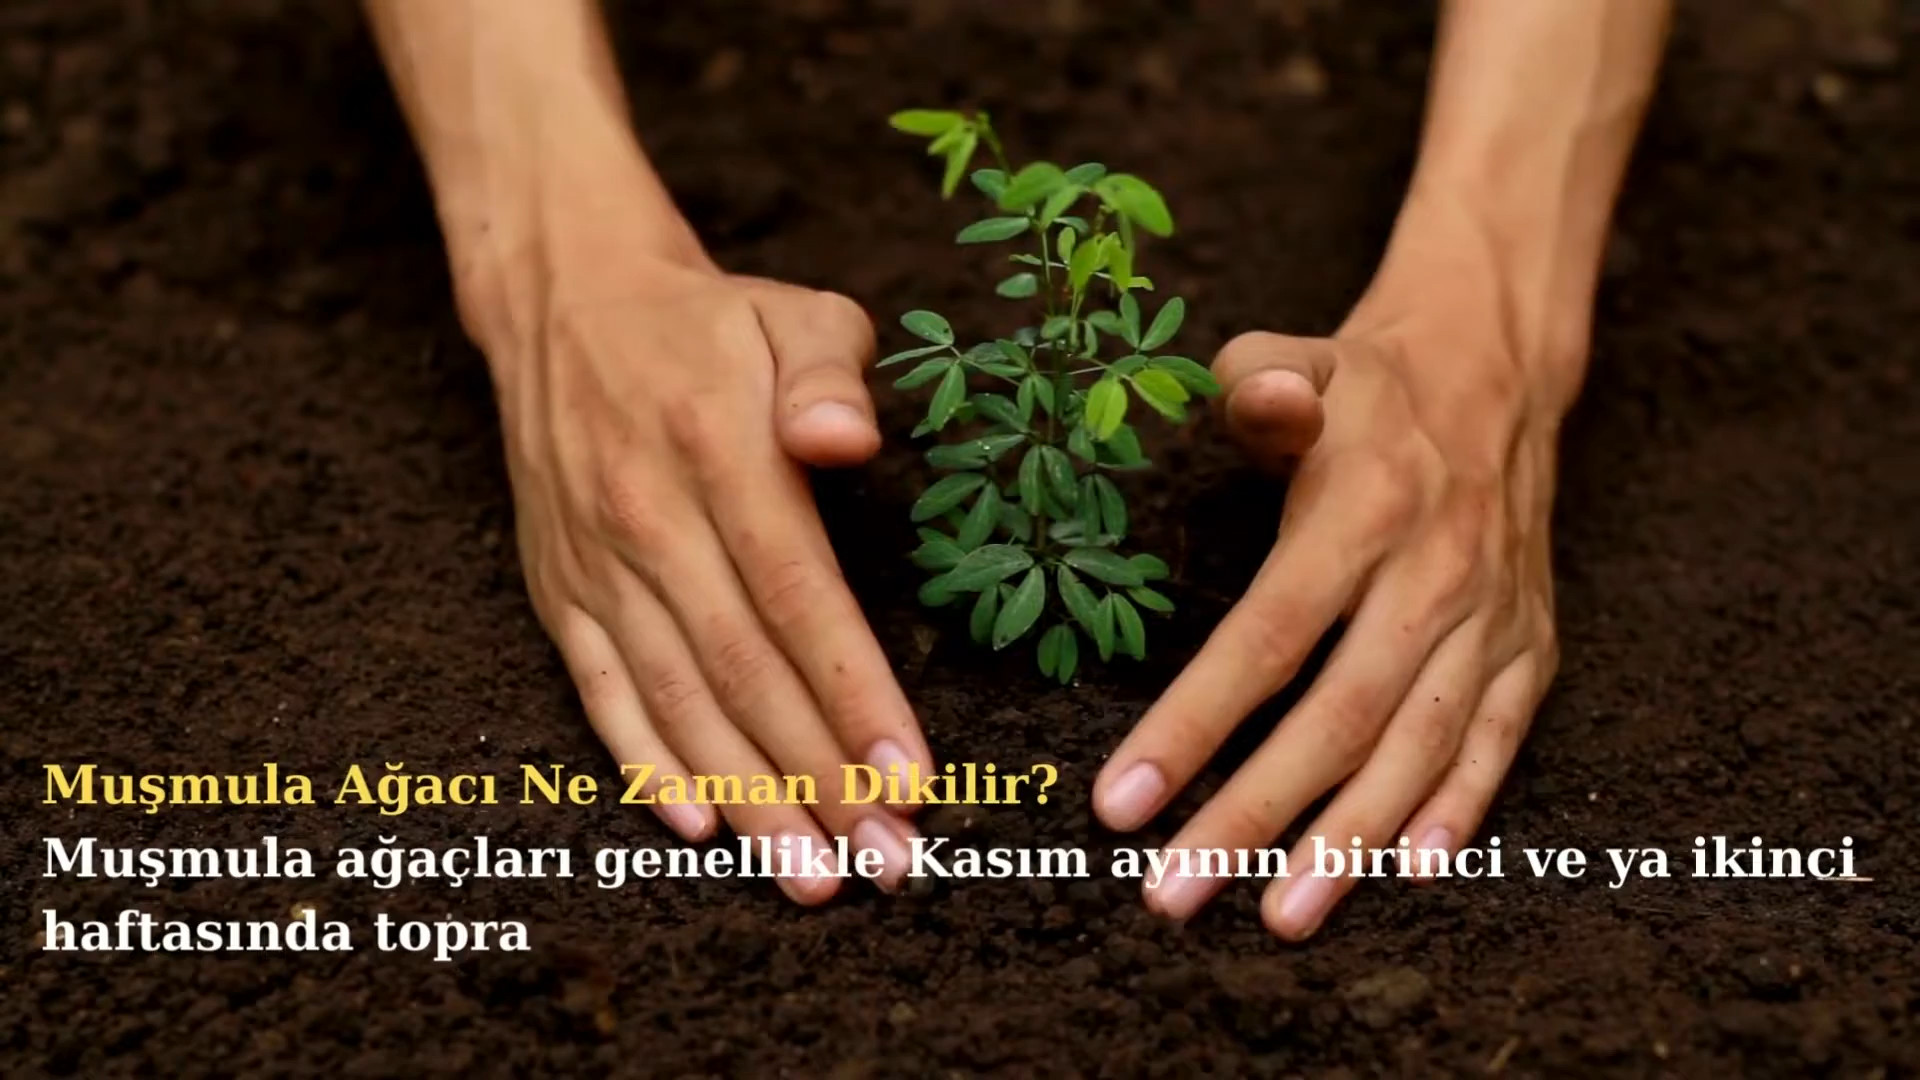 Muşmula Ağacı Ne Zaman Dikilir?
Muşmula ağaçları genellikle Kasım ayının birinci ve ya ikinci
haftasında topra